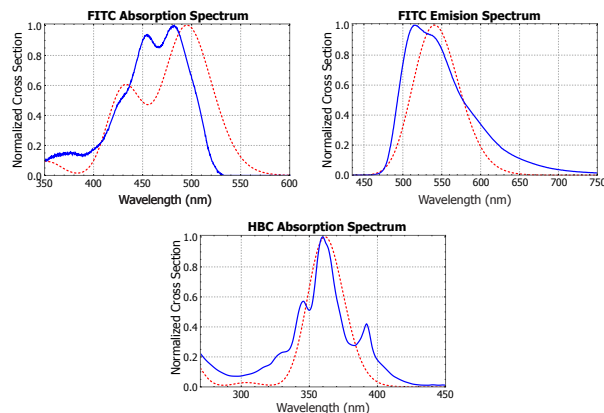 FITC Absorption Spectrum
Normalized Cross Section
1.0
0.8
0.6
0.4
0.2
0.0
350 400 450 500 550 600
Wavelength (nm)
FITC Emision Spectrum
Normalized Cross Section
1.0
0.8
0.6
0.4
0.2
0.0
450 500 550 600 650 700 750
Wavelength (nm)
HBC Absorption Spectrum
Normalized Cross Section
1.0
0.8
0.6
0.4
0.2
0.0
300 350 400 450
Wavelength (nm)